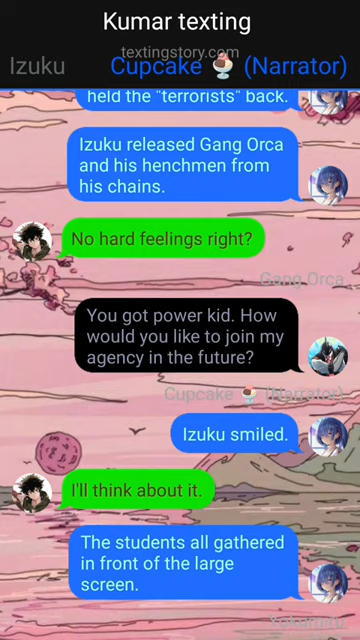 Kumar texting
textingstory.com
Izuku
Cupcake 🍨 (Narrator)
held the "terrorists" back.
Izuku released Gang Orca
and his henchmen from
his chains.
No hard feelings right?
Gang Orca
You got power kid. How
would you like to join my
agency in the future?
Cupcake 🍨 (Narrator)
Izuku smiled.
I'll think about it.
The students all gathered
in front of the large
screen.